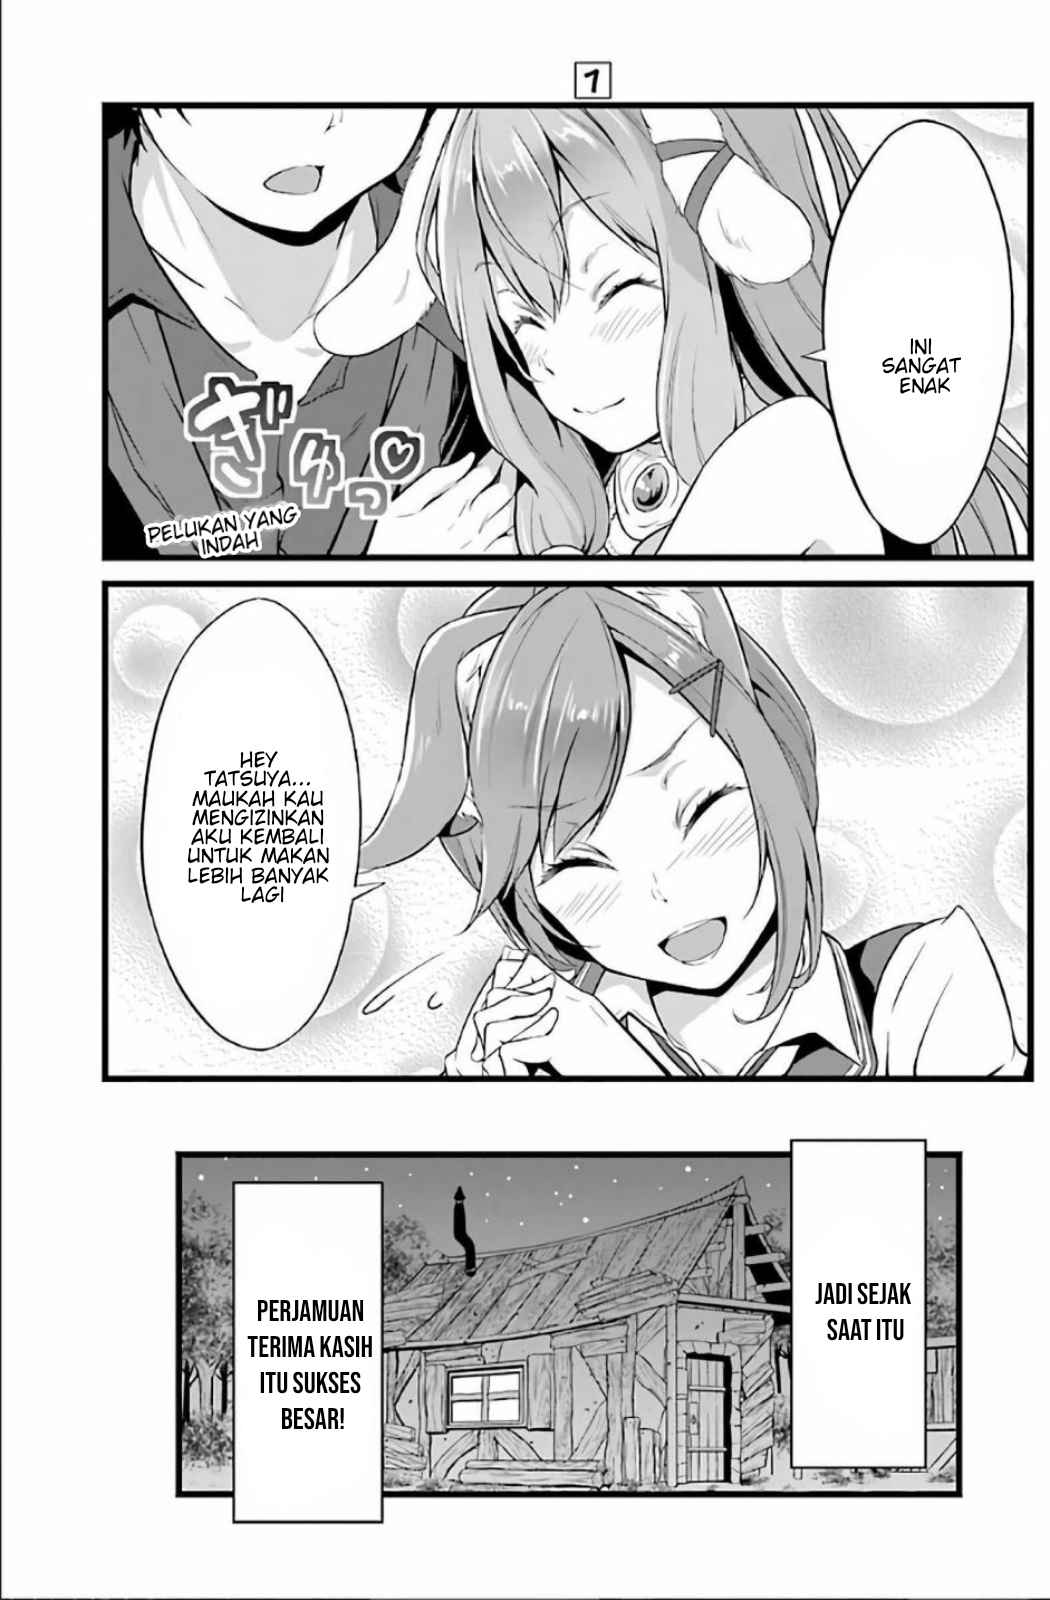 1
INI
SANGAT
ENAK
ぎゅっ♡
PELUKAN YANG
INDAH
HEY
TATSUYA...
MAUKAH KAU
MENGIZINKAN
AKU KEMBALI
UNTUK MAKAN
LEBIH BANYAK
LAGI
JADI SEJAK
SAAT ITU
PERJAMUAN
TERIMA KASIH
ITU SUKSES
BESAR!